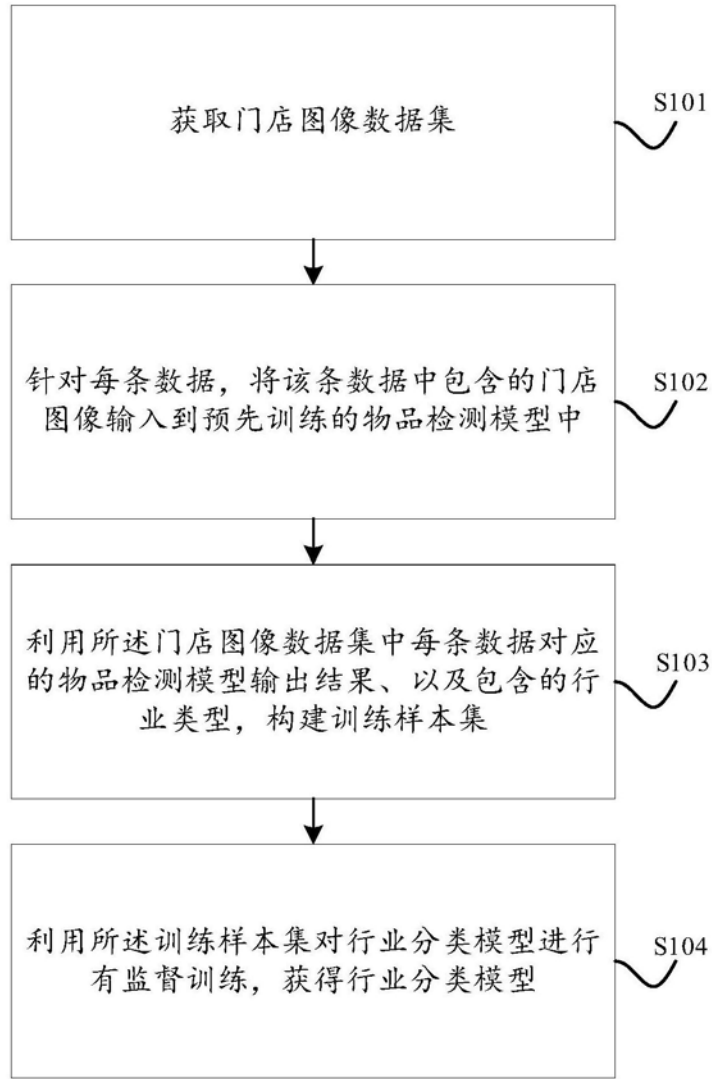 获取门店图像数据集
S101
针对每条数据，将该条数据中包含的门店
图像输入到预先训练的物品检测模型中
S102
利用所述门店图像数据集中每条数据对应
的物品检测模型输出结果、以及包含的行
业类型，构建训练样本集
S103
利用所述训练样本集对行业分类模型进行
有监督训练，获得行业分类模型
S104